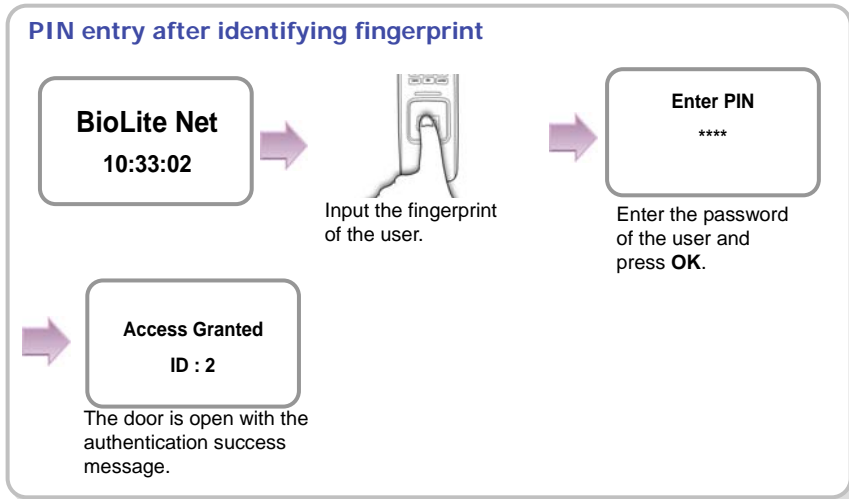 PIN entry after identifying fingerprint
BioLite Net
10:33:02
Input the fingerprint
of the user.
Enter PIN
****
Enter the password
of the user and
press OK.
Access Granted
ID : 2
The door is open with the
authentication success
message.